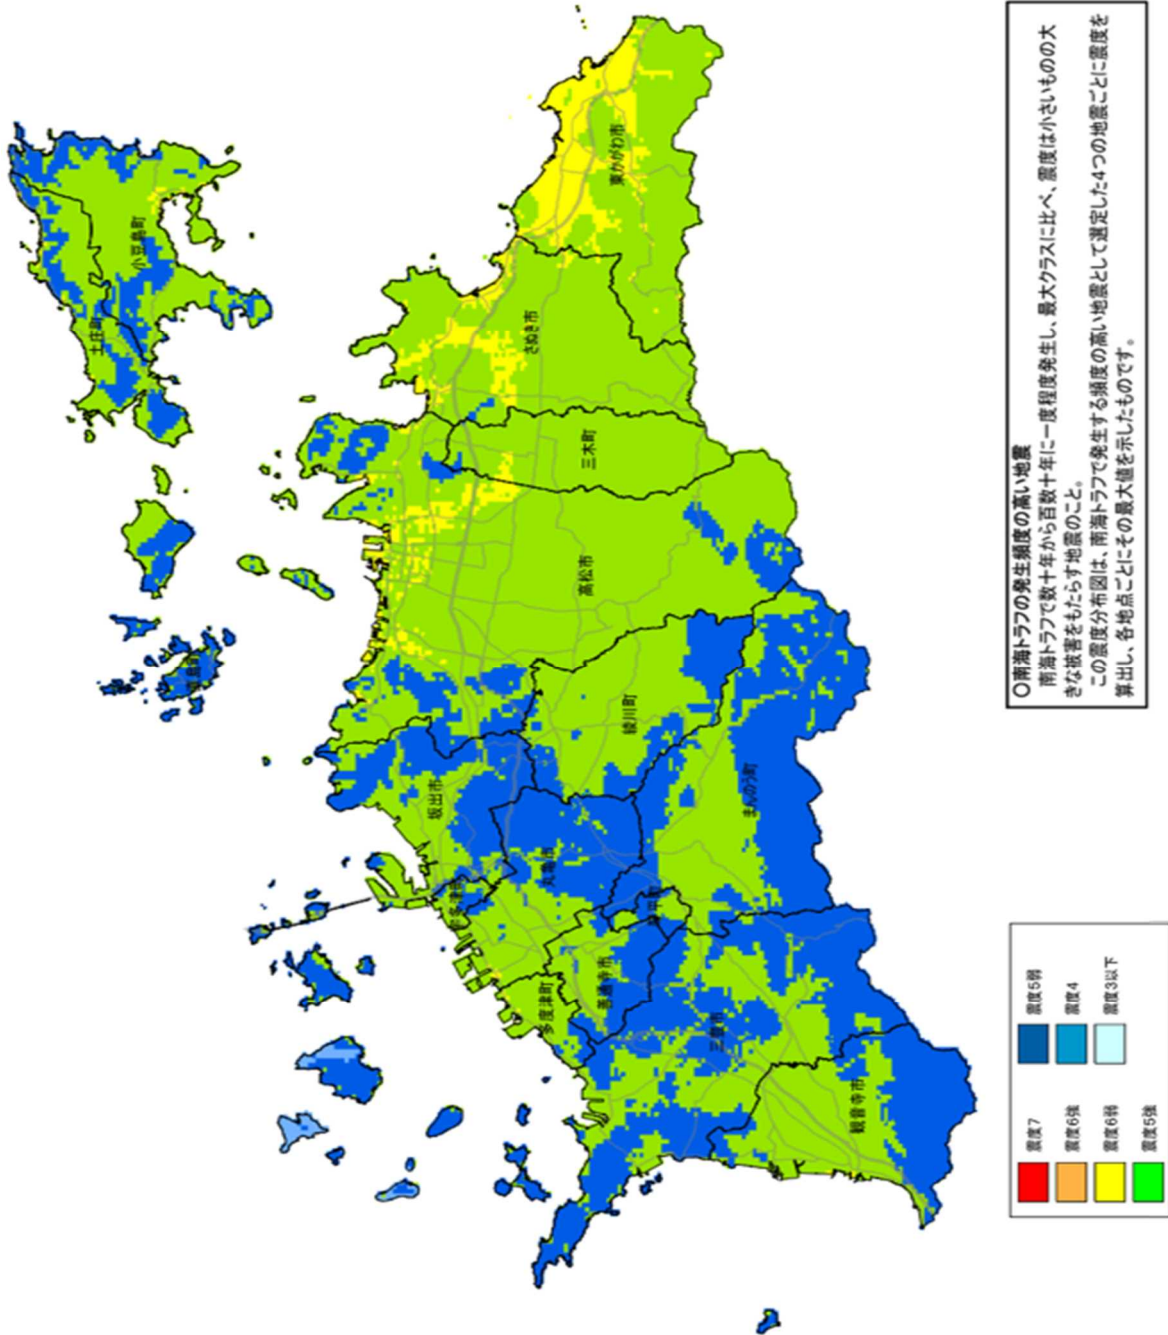 小豆島町
土庄町
直島町
東かがわ市
さぬき市
三木町
高松市
綾川町
坂出市
宇多津町
丸亀市
まんのう町
琴平町
善通寺市
多度津町
三豊市
観音寺市
〇南海トラフの発生頻度の高い地震
南海トラフで数十年から百数十年に一度程度発生し、最大クラスに比べ、震度は小さいものの大
きな被害をもたらす地震のこと。
この震度分布図は、南海トラフで発生する頻度の高い地震として選定した4つの地震ごとに震度を
算出し、各地点ごとにその最大値を示したものです。
震度7
震度6強
震度6弱
震度5強
震度5弱
震度4
震度3以下